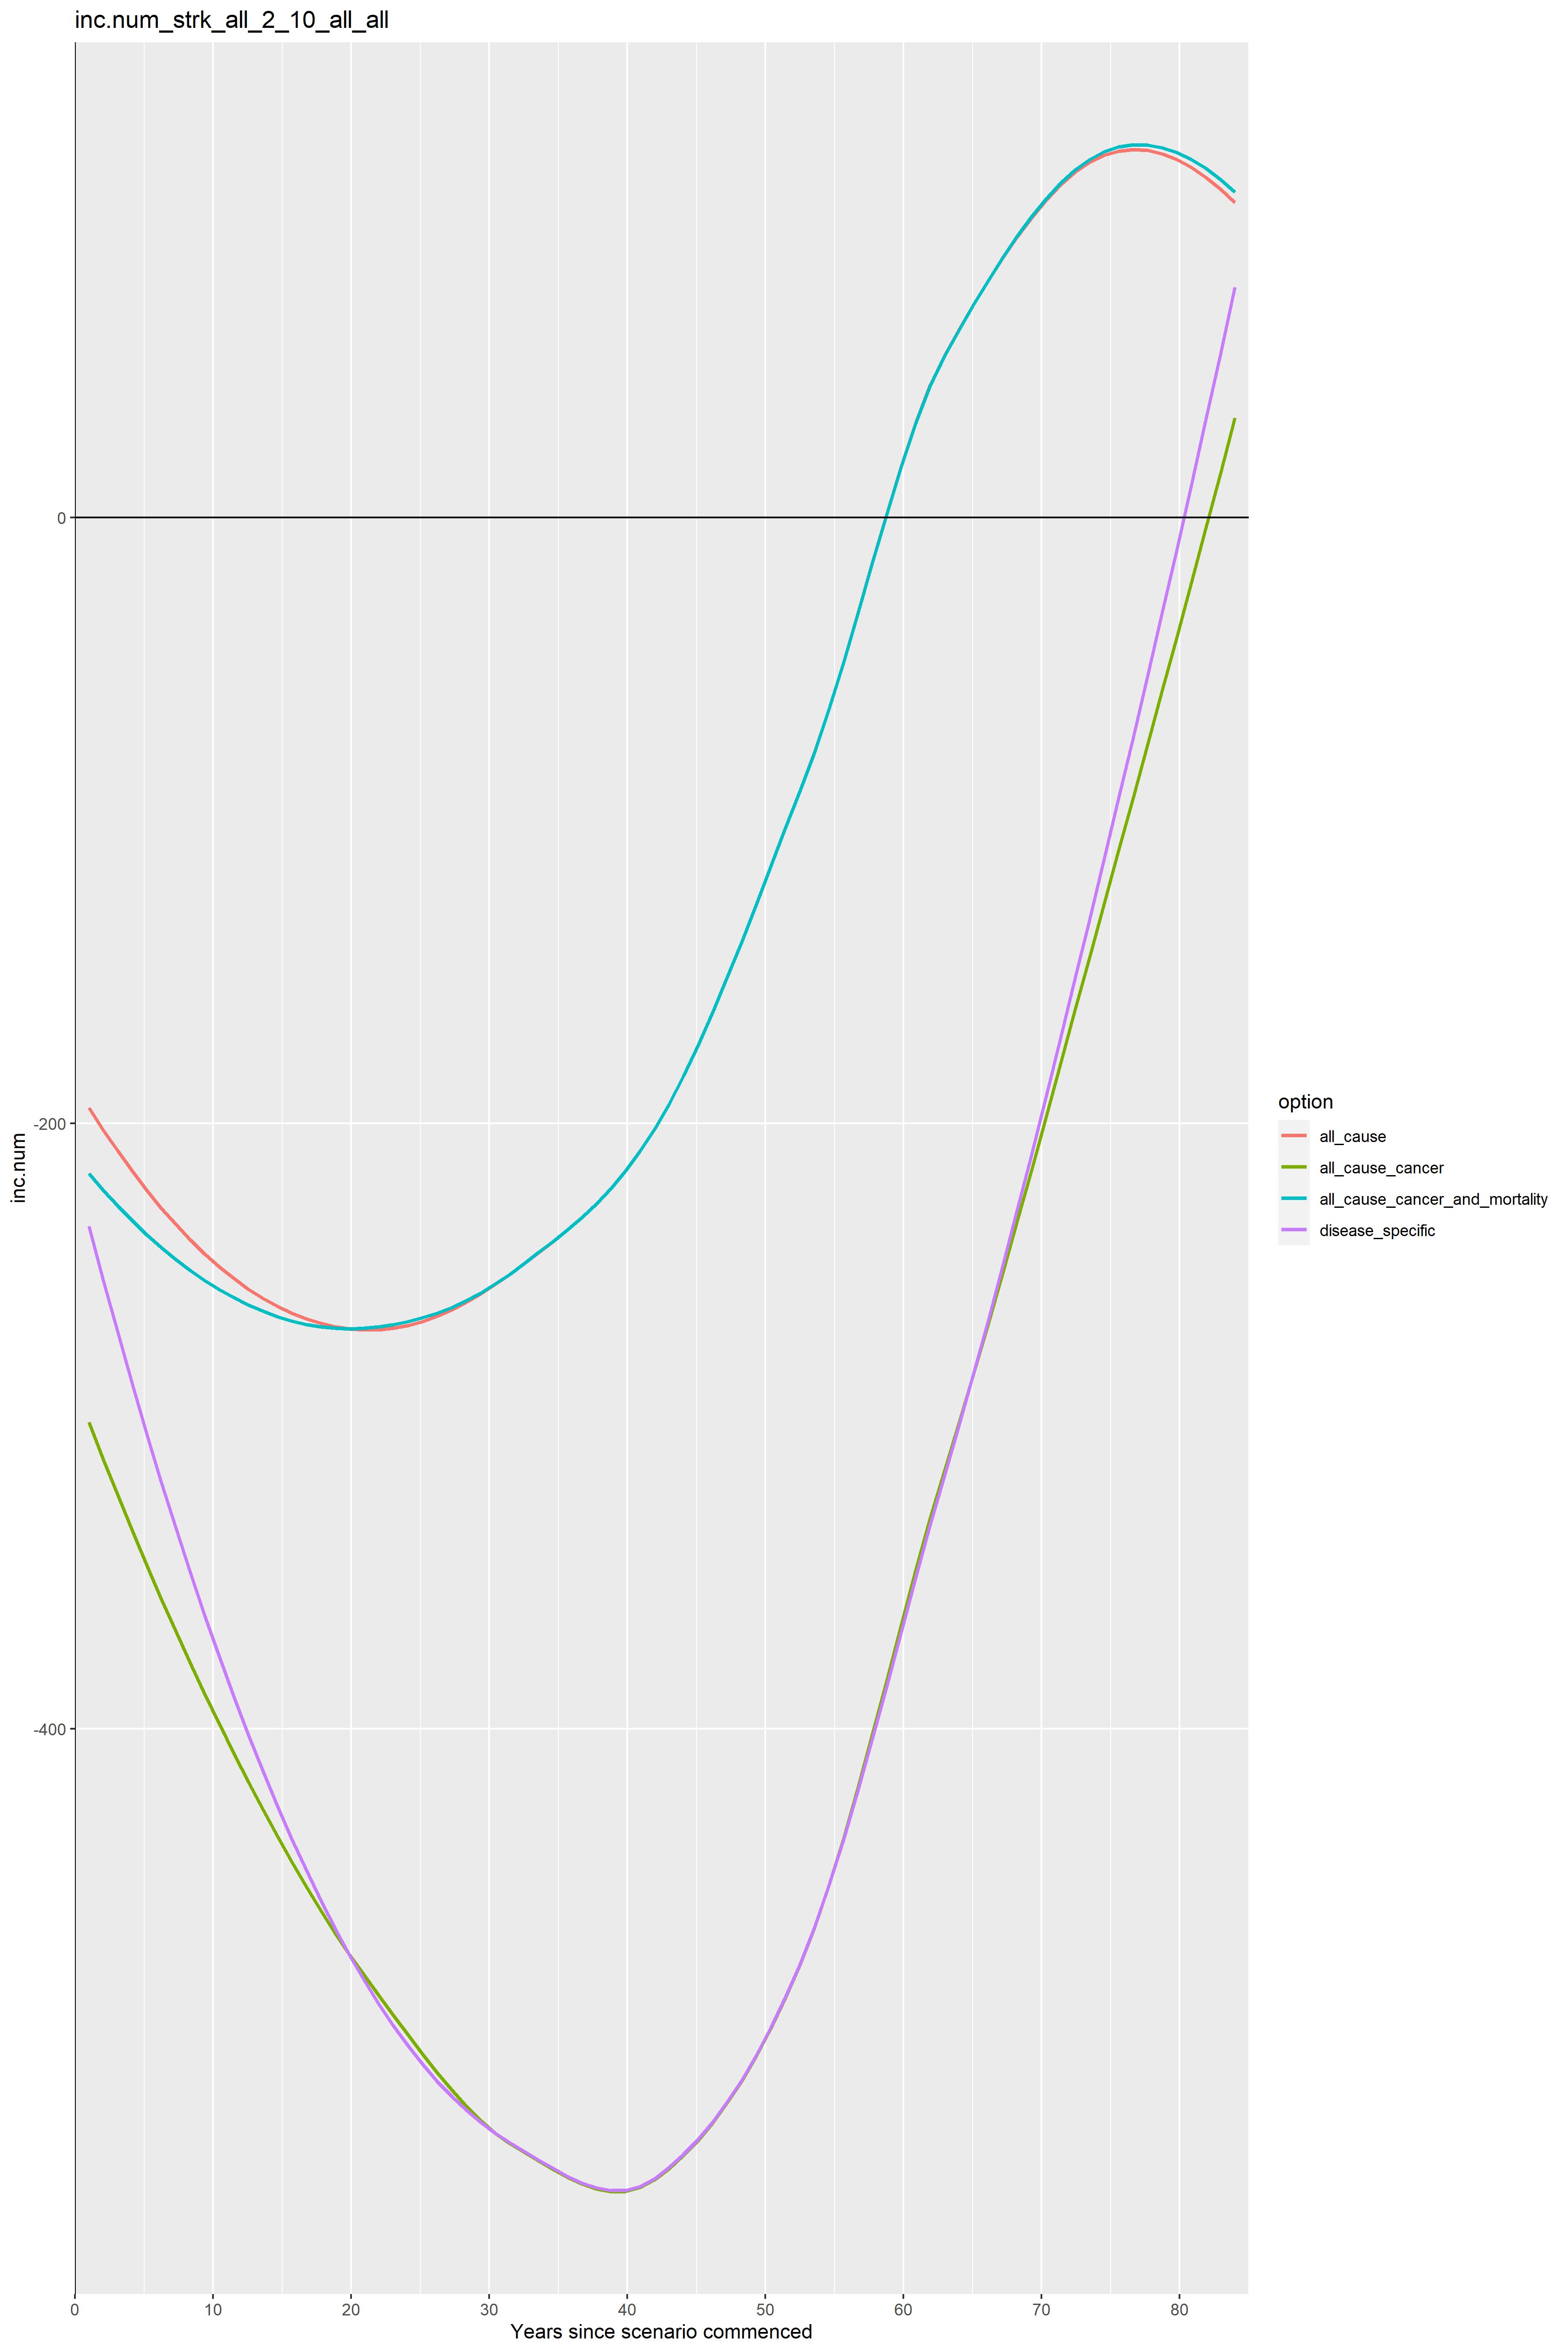 inc.num_strk_all_2_10_all_all
0
-200
-400
inc.num
0 10 20 30 40 50 60 70 80
Years since scenario commenced
option
all_cause
all_cause_cancer
all_cause_cancer_and_mortality
disease_specific